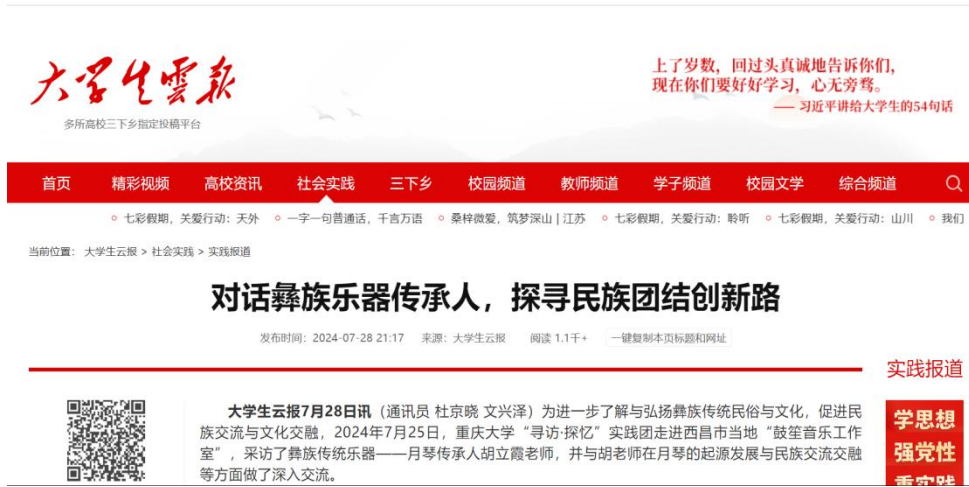 大学生雲報
多所高校三下乡指定投稿平台
上了岁数，回过头真诚地告诉你们，
现在你们要好好学习，心无旁骛。
—— 习近平讲给大学生的54句话
首页 精彩视频 高校资讯 社会实践 三下乡 校园频道 教师频道 学子频道 校园文学 综合频道
七彩假期，关爱行动：天外 一字一句普通话，千言万语 桑梓微爱，筑梦深山 | 江苏 七彩假期，关爱行动：聆听 七彩假期，关爱行动：山川 我们
当前位置： 大学生云报 > 社会实践 > 实践报道
对话彝族乐器传承人，探寻民族团结创新路
发布时间：2024-07-28 21:17 来源：大学生云报 阅读 1.1千+ 一键复制本页标题和网址
实践报道
大学生云报7月28日讯（通讯员 杜京晓 文兴泽）为进一步了解与弘扬彝族传统民俗与文化，促进民
族交流与文化交融，2024年7月25日，重庆大学“寻访·探忆”实践团走进西昌市当地“鼓笙音乐工作
室”，采访了彝族传统乐器——月琴传承人胡立霞老师，并与胡老师在月琴的起源发展与民族交流交融
等方面做了深入交流。
学思想
强党性
重实践